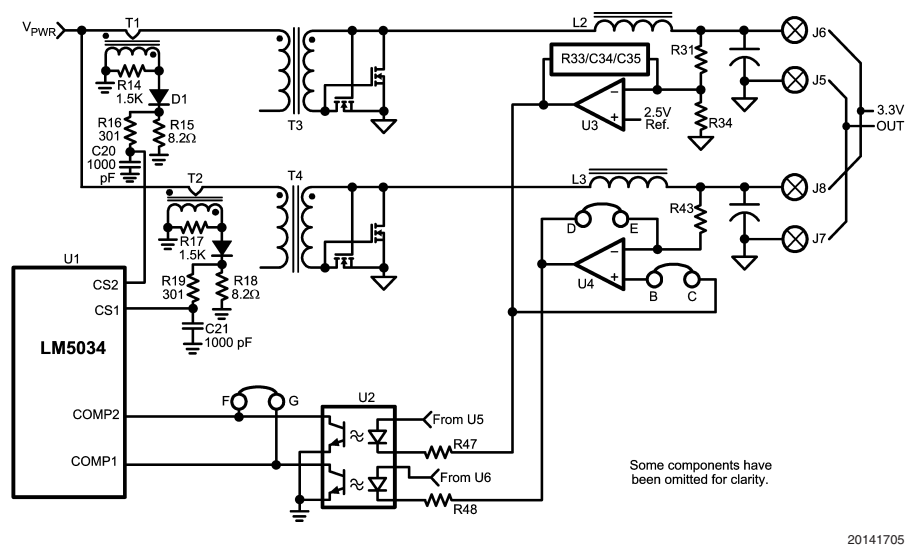 VPWR
T1
R14
1.5K
D1
R16
301
R15
8.2Ω
C20
1000
pF
T3
L2
R33/C34/C35
R31
−
+
U3
2.5V
Ref.
R34
J6
J5
3.3V
OUT
T2
R17
1.5K
R19
301
R18
8.2Ω
C21
1000 pF
T4
L3
R43
D
E
−
+
U4
B
C
J8
J7
U1
CS2
CS1
LM5034
COMP2
COMP1
F
G
U2
From U5
R47
From U6
R48
Some components have
been omitted for clarity.
20141705